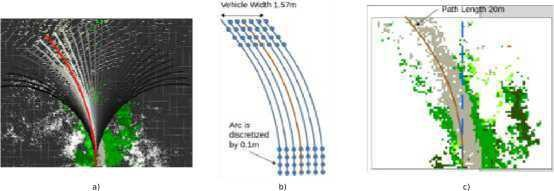 Vehicle Width 1.57m
Path Length 20m
Arc is
discretized
by 0.1m
a)
b)
c)